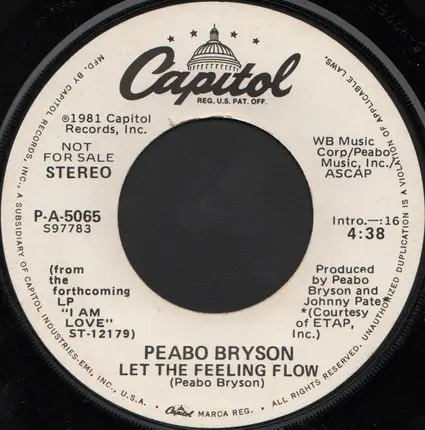 Capitol
REG. U.S. PAT. OFF.
℗1981 Capitol
Records, Inc.
NOT
FOR SALE
STEREO
P-A-5065
S97783
(from
the
forthcoming
LP
"I AM
LOVE"
ST-12179)
WB Music
Corp/Peabo
Music, Inc./
ASCAP
Intro.—:16
4:38
Produced
by Peabo
Bryson and
Johnny Pate*
*(Courtesy
of ETAP,
Inc.)
PEABO BRYSON
LET THE FEELING FLOW
(Peabo Bryson)
MFD. BY CAPITOL RECORDS, INC., A SUBSIDIARY OF CAPITOL INDUSTRIES-EMI, INC., U.S.A. • Capitol MARCA REG. • ALL RIGHTS RESERVED. UNAUTHORIZED DUPLICATION IS A VIOLATION OF APPLICABLE LAWS.